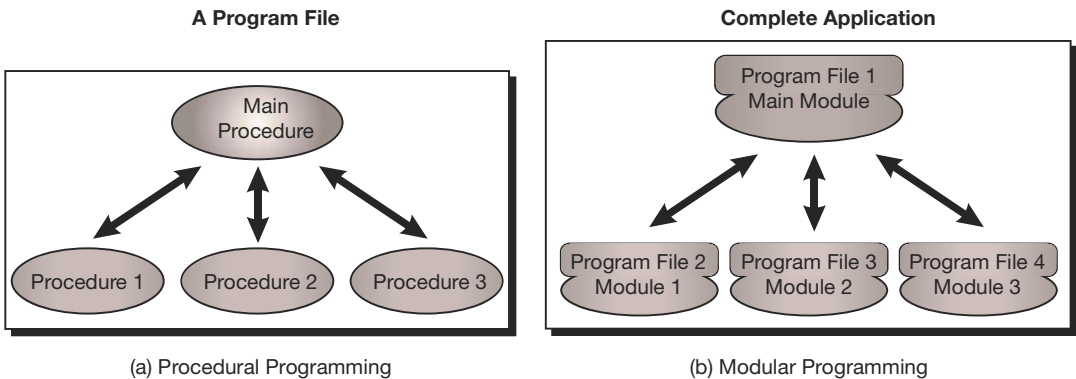 A Program File
Main
Procedure
Procedure 1
Procedure 2
Procedure 3
(a) Procedural Programming
Complete Application
Program File 1
Main Module
Program File 2
Module 1
Program File 3
Module 2
Program File 4
Module 3
(b) Modular Programming